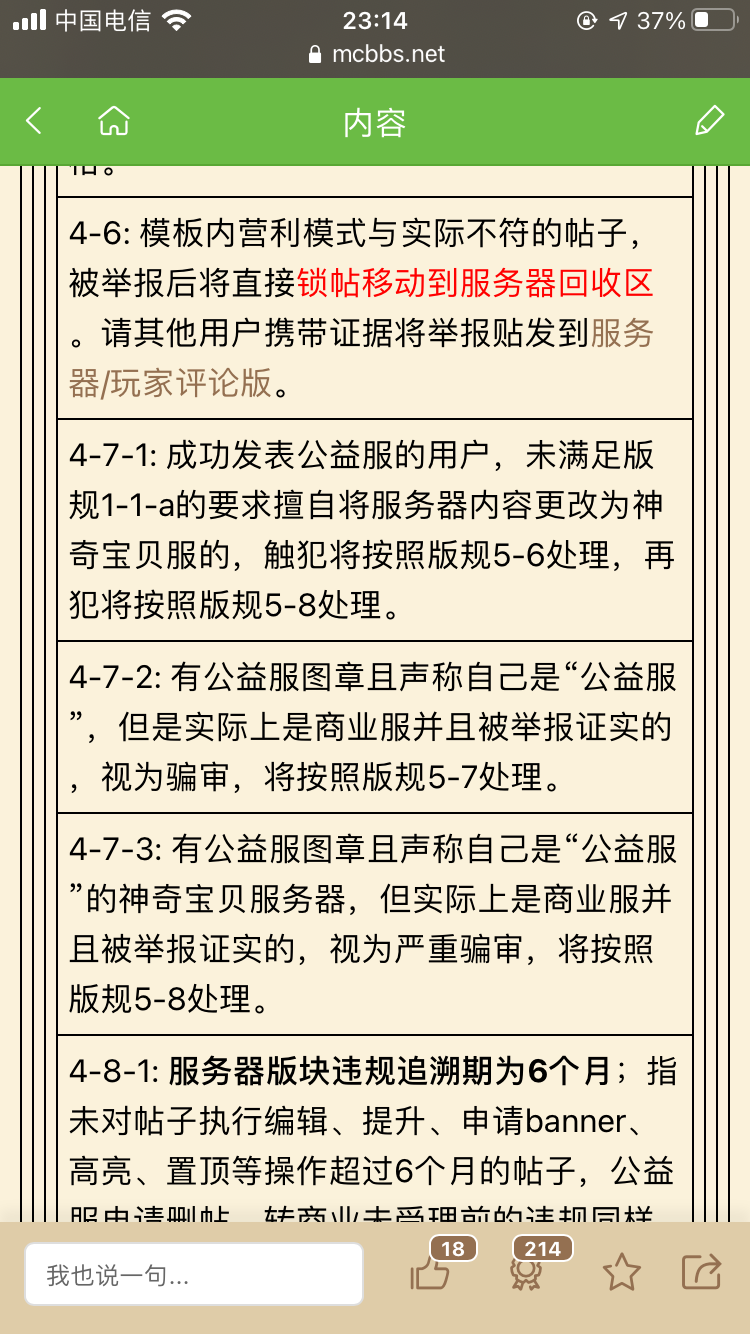 中国电信
23:14
37%
mcbbs.net
内容
4-6: 模板内营利模式与实际不符的帖子，
被举报后将直接锁帖移动到服务器回收区
。请其他用户携带证据将举报贴发到服务
器/玩家评论版。
4-7-1: 成功发表公益服的用户，未满足版
规1-1-a的要求擅自将服务器内容更改为神
奇宝贝服的，触犯将按照版规5-6处理，再
犯将按照版规5-8处理。
4-7-2: 有公益服图章且声称自己是“公益服
”，但是实际上是商业服并且被举报证实的
，视为骗审，将按照版规5-7处理。
4-7-3: 有公益服图章且声称自己是“公益服
”的神奇宝贝服务器，但实际上是商业服并
且被举报证实的，视为严重骗审，将按照
版规5-8处理。
4-8-1: 服务器版块违规追溯期为6个月；指
未对帖子执行编辑、提升、申请banner、
高亮、置顶等操作超过6个月的帖子，公益
服申请删帖、转商业未受理前的违规同样
我也说一句...
18
214